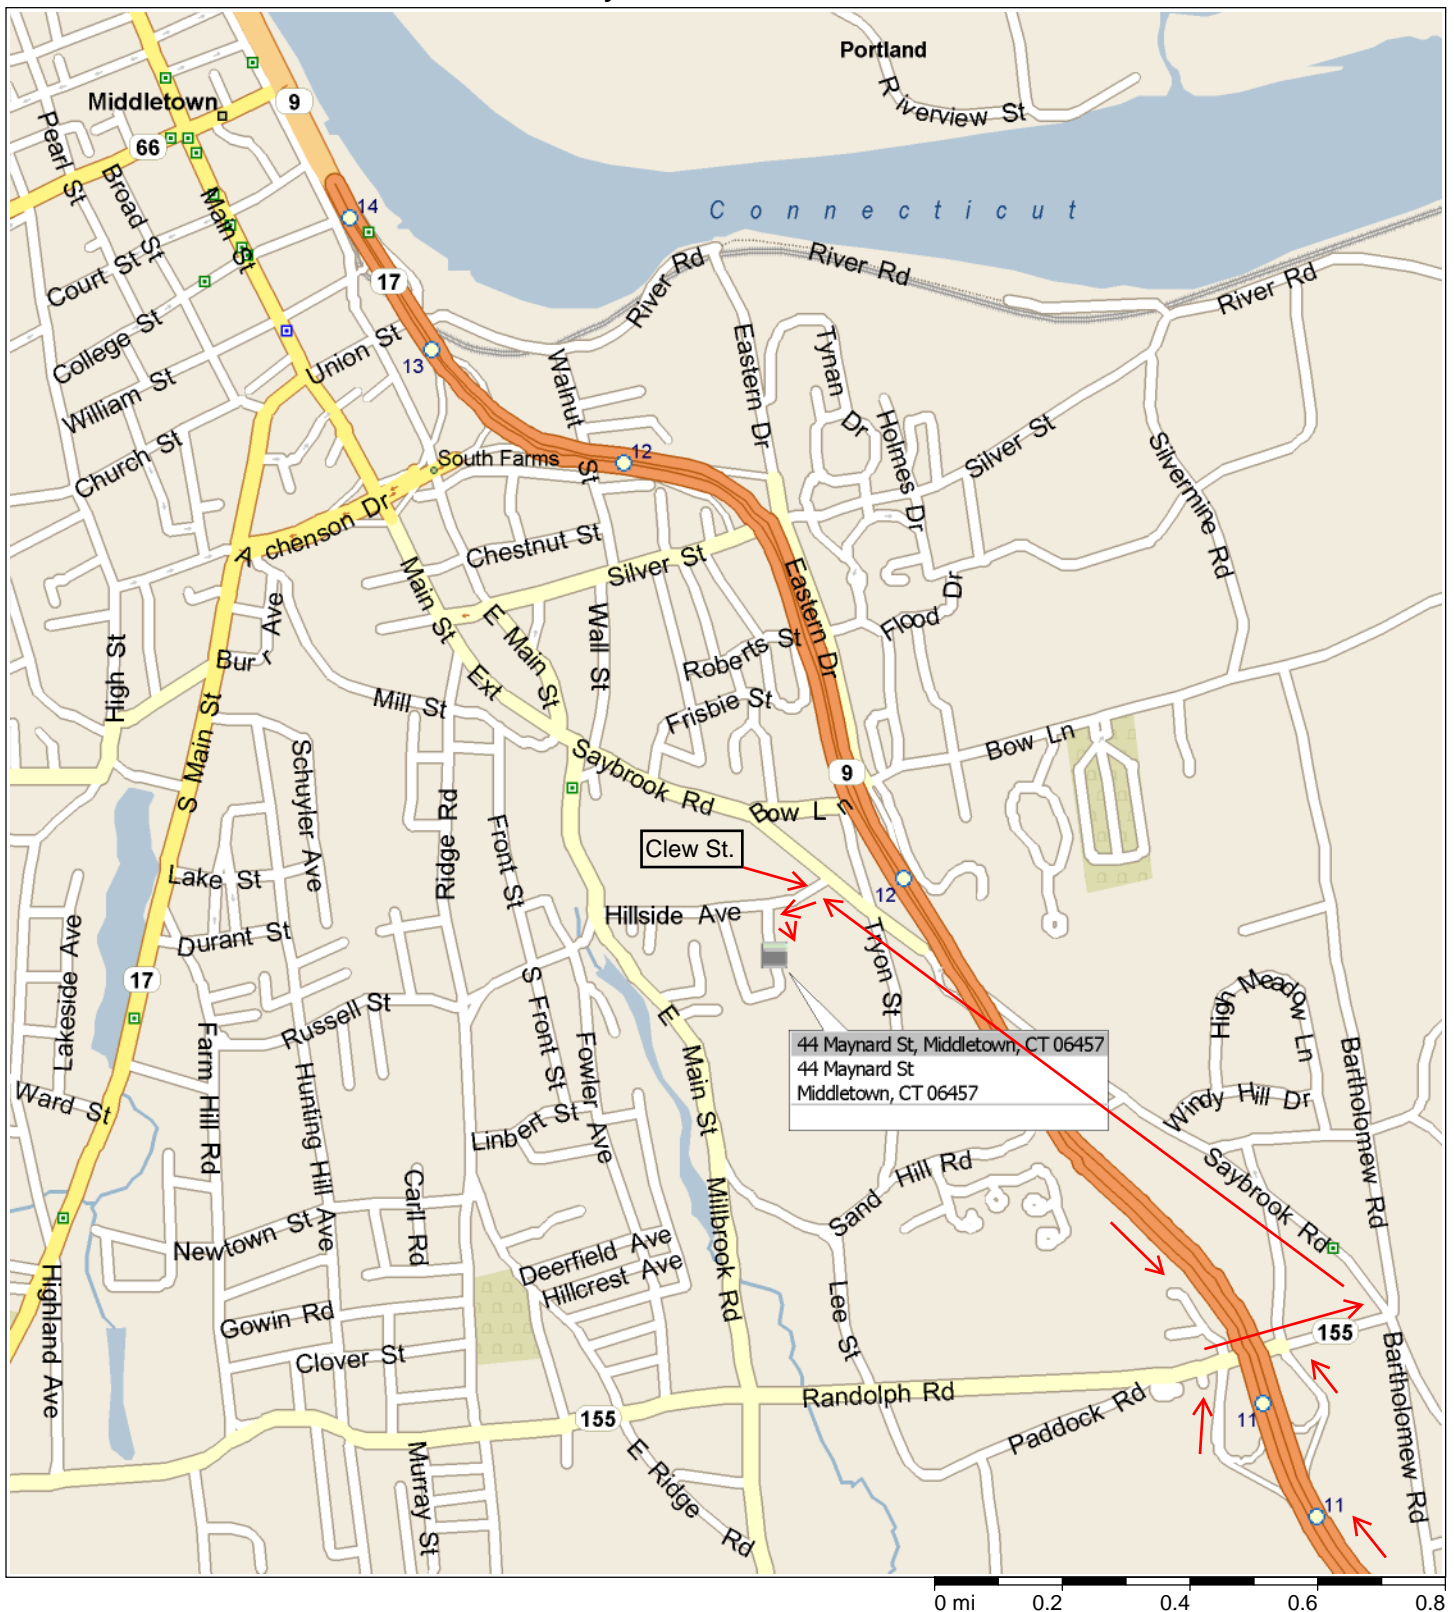 Portland
Riverview St
Middletown
9
66
Pearl St
Broad St
Main St
14
Connecticut
17
Court St
River Rd
River Rd
River Rd
College St
Union St
13
Eastern Dr
Tynan Dr
William St
Walnut St
Holmes Dr
Silver St
Church St
South Farms
12
Silvermine Rd
A chenson Dr
Chestnut St
Silver St
Main St Ext
E Main St
Wall St
Eastern Dr
Flood Dr
Burr Ave
High St
Roberts St
Mill St
Frisbie St
S Main St
Schuyler Ave
Saybrook Rd
Bow Ln
9
Bow Ln
Ridge Rd
Front St
Clew St.
Lake St
12
Hillside Ave
Lakeside Ave
Durant St
Tryon St
17
S Front St
High Meadow Ln
Russell St
E Main St
Farm Hill Rd
Fowler Ave
44 Maynard St, Middletown, CT 06457
44 Maynard St
Middletown, CT 06457
Bartholomew Rd
Ward St
Hunting Hill Ave
Linbert St
Windy Hill Dr
Carll Rd
Millbrook Rd
Sand Hill Rd
Saybrook Rd
Newtown St
Deerfield Ave
Hillcrest Ave
Highland Ave
Gowin Rd
Lee St
155
Clover St
Bartholomew Rd
Randolph Rd
155
Paddock Rd
11
Murray St
E Ridge Rd
11
0 mi 0.2 0.4 0.6 0.8